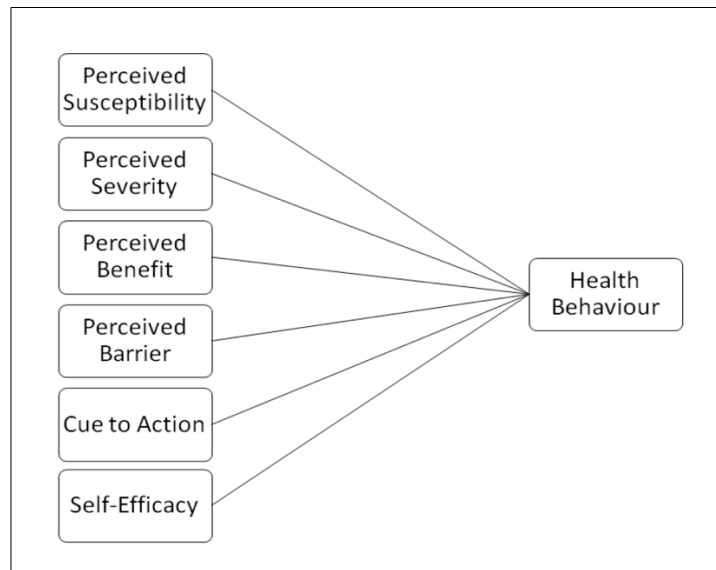 Perceived
Susceptibility
Perceived
Severity
Perceived
Benefit
Perceived
Barrier
Cue to Action
Self-Efficacy
Health
Behaviour